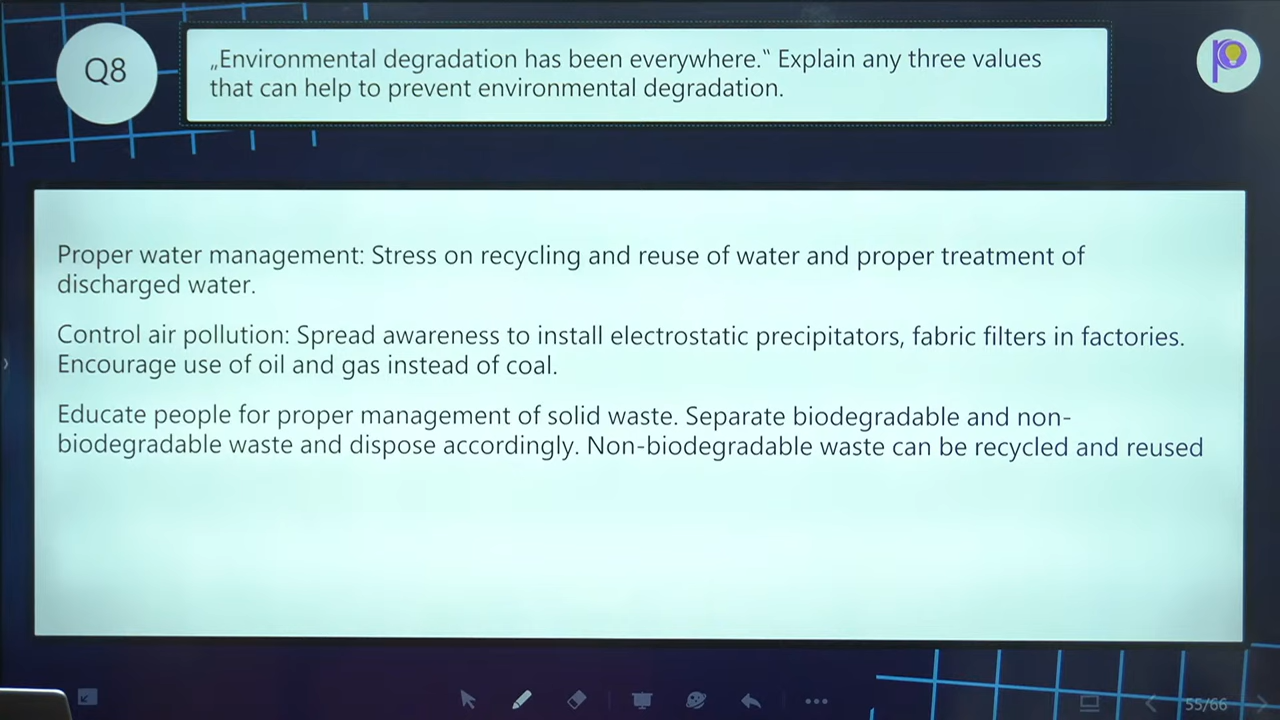 Q8
„Environmental degradation has been everywhere.‟ Explain any three values
that can help to prevent environmental degradation.
Proper water management: Stress on recycling and reuse of water and proper treatment of
discharged water.
Control air pollution: Spread awareness to install electrostatic precipitators, fabric filters in factories.
Encourage use of oil and gas instead of coal.
Educate people for proper management of solid waste. Separate biodegradable and non-
biodegradable waste and dispose accordingly. Non-biodegradable waste can be recycled and reused
55/66